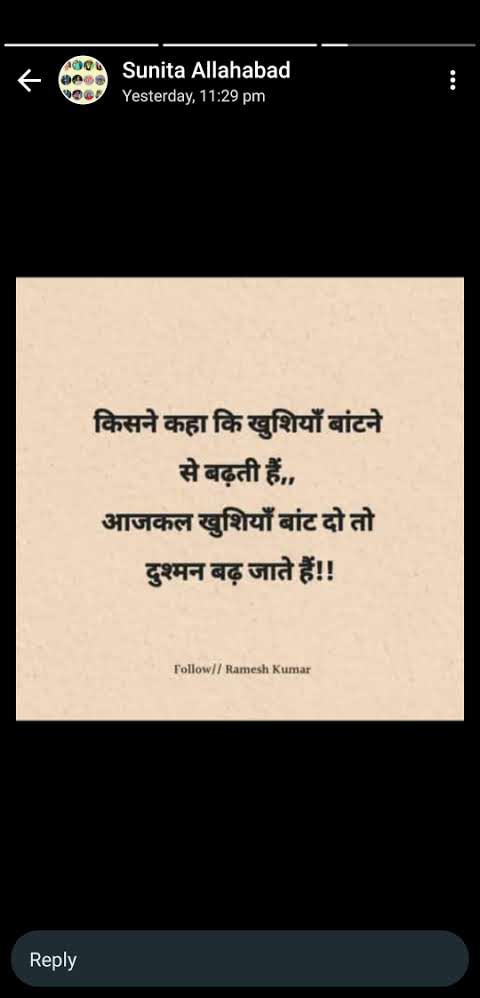 Sunita Allahabad
Yesterday, 11:29 pm
किसने कहा कि खुशियाँ बांटने
से बढ़ती हैं,,
आजकल खुशियाँ बांट दो तो
दुश्मन बढ़ जाते हैं!!
Follow// Ramesh Kumar
Reply